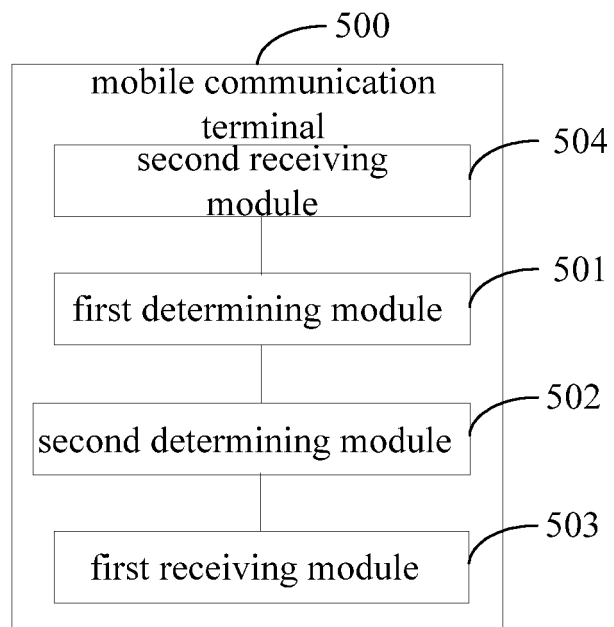 500
mobile communication
terminal
504
second receiving
module
501
first determining module
502
second determining module
503
first receiving module